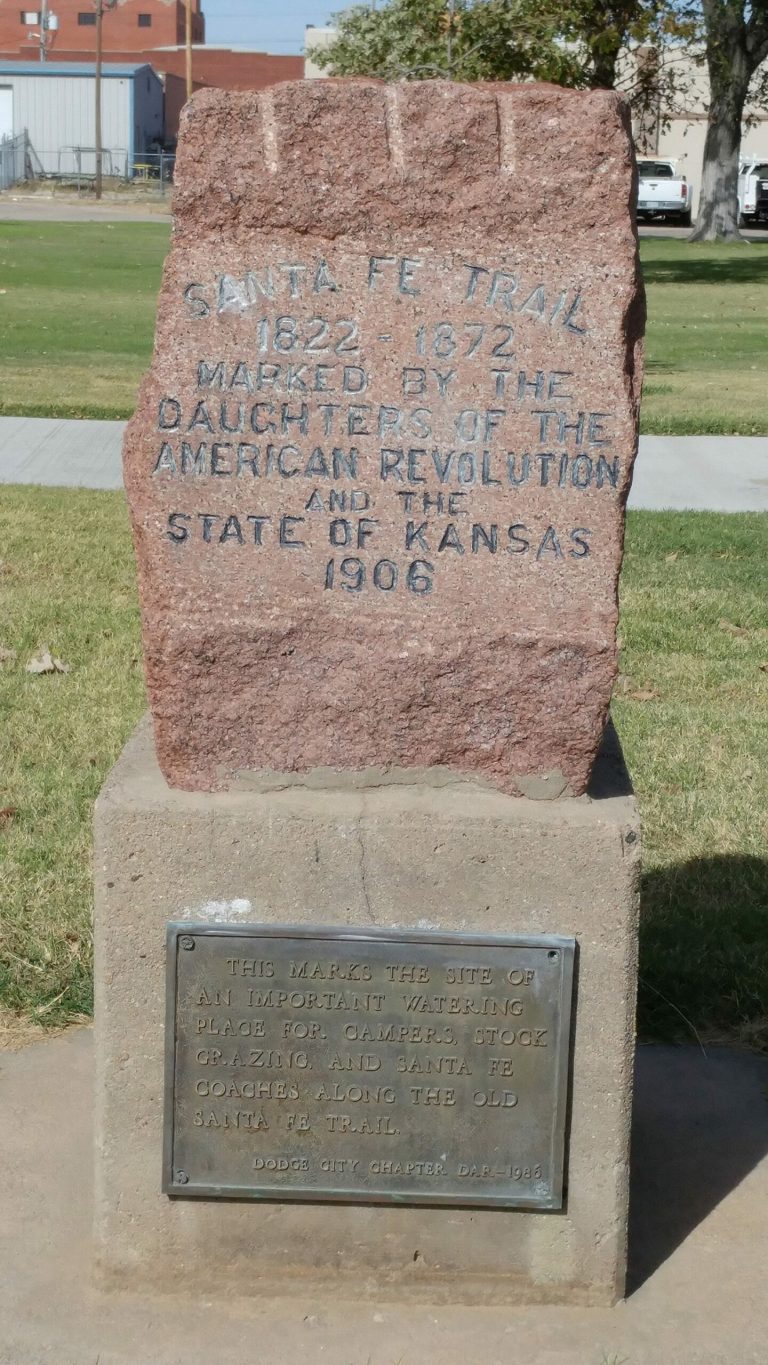 SANTA FE TRAIL
1822 - 1872
MARKED BY THE
DAUGHTERS OF THE
AMERICAN REVOLUTION
AND THE
STATE OF KANSAS
1906
THIS MARKS THE SITE OF
AN IMPORTANT WATERING
PLACE FOR CAMPERS, STOCK
GRAZING, AND SANTA FE
COACHES ALONG THE OLD
SANTA FE TRAIL.
DODGE CITY CHAPTER DAR-1986